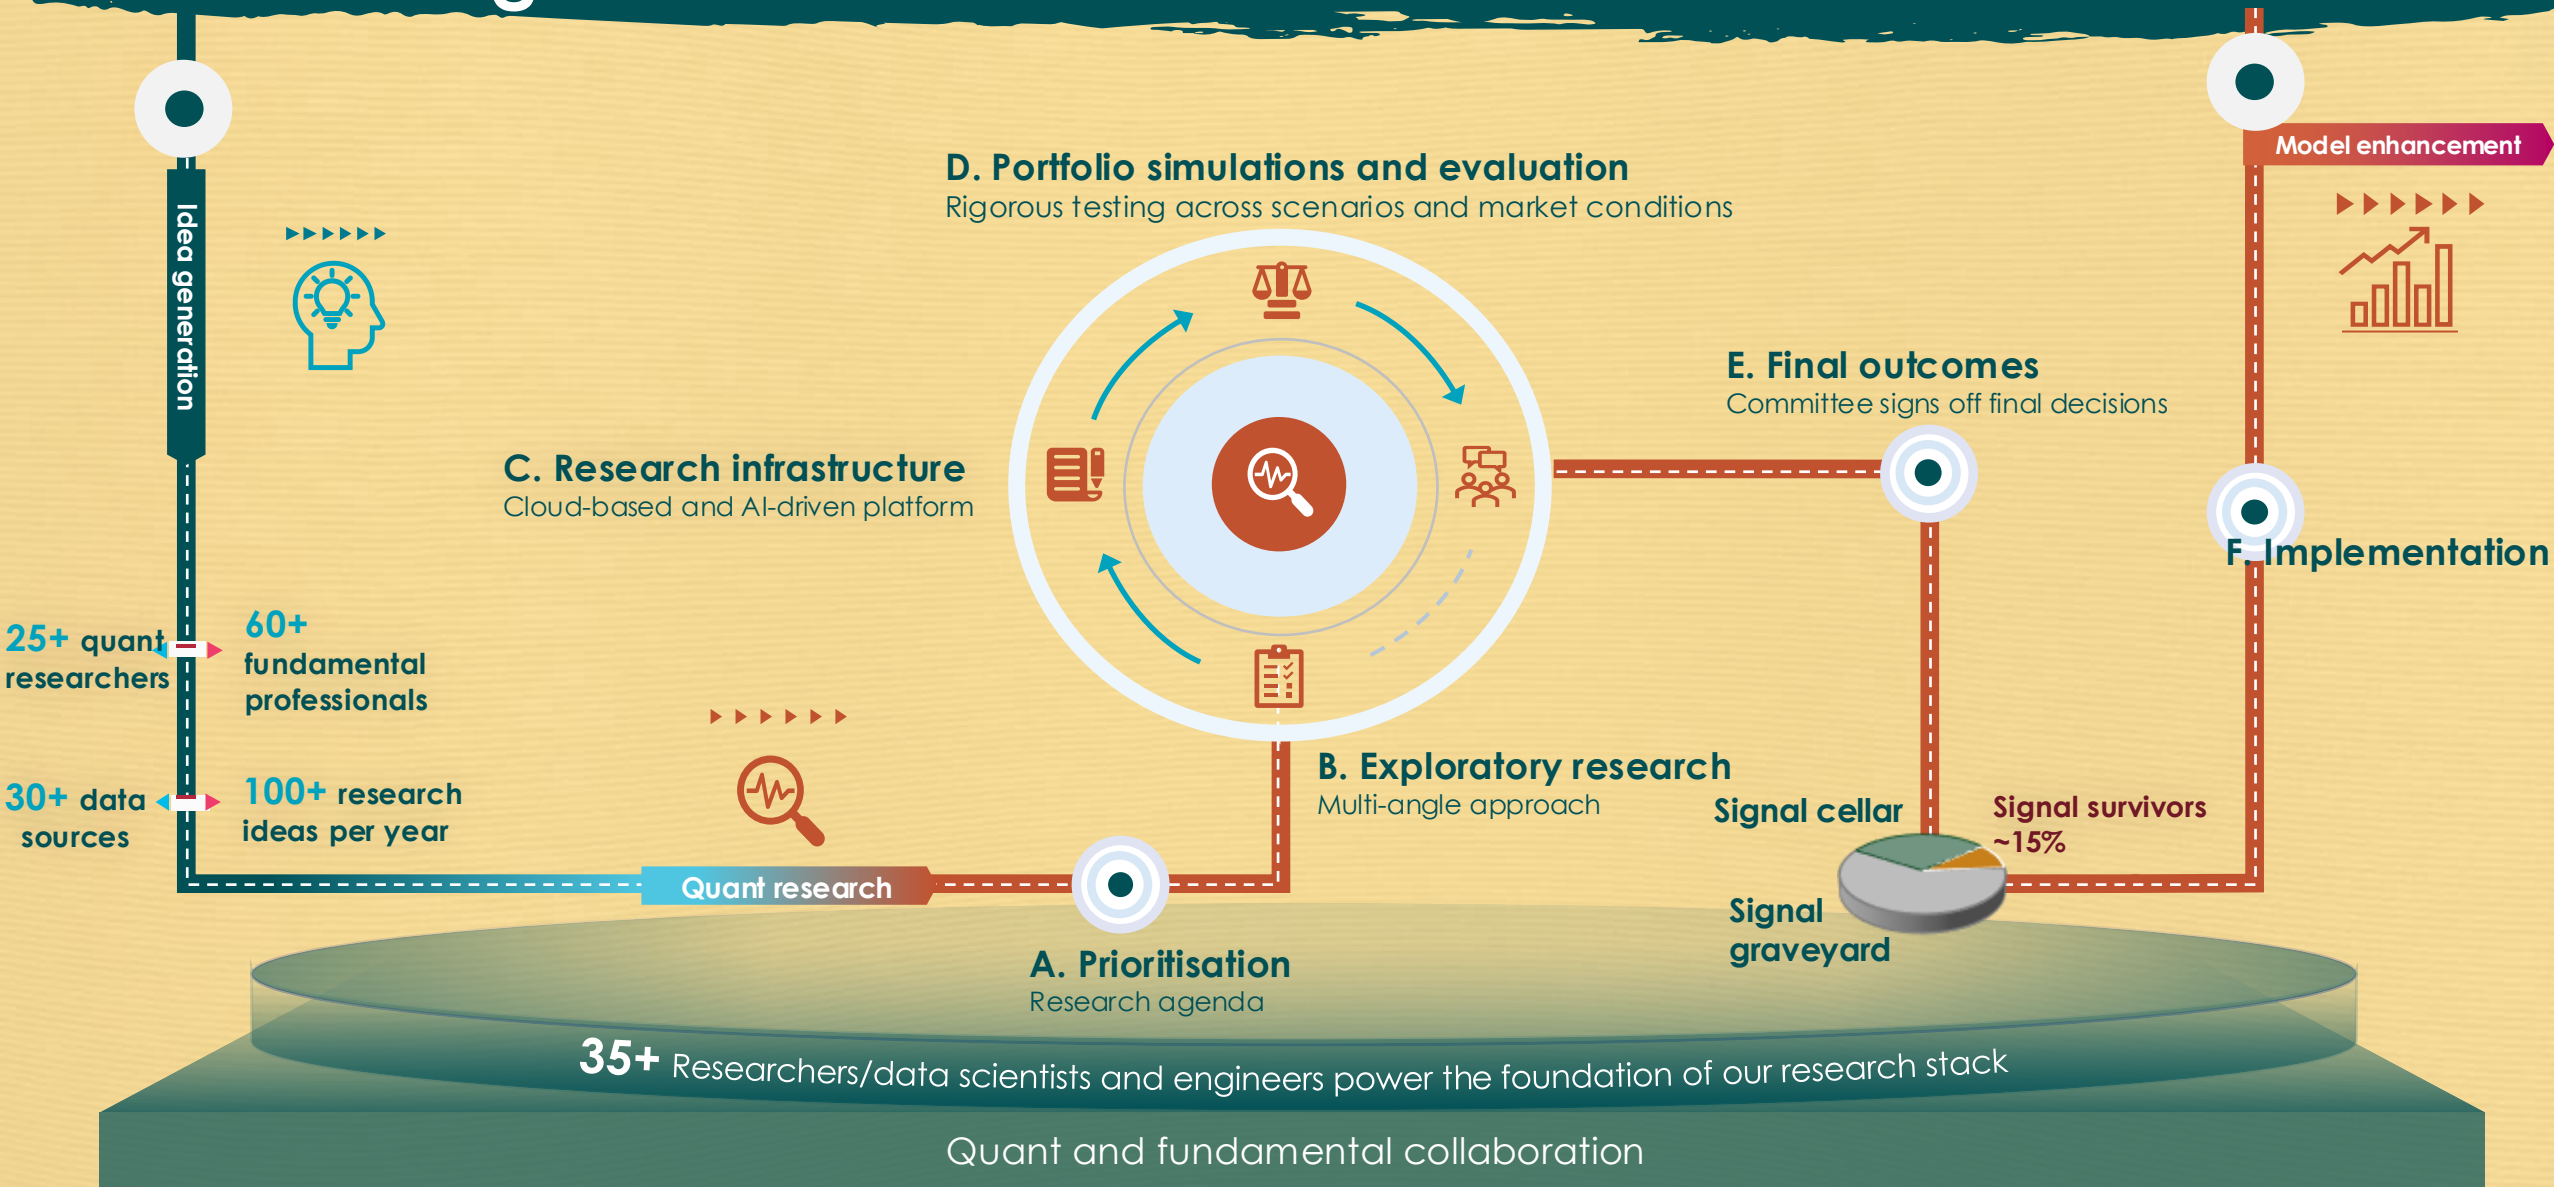 Idea generation
25+ quant
researchers
60+
fundamental
professionals
30+ data
sources
100+ research
ideas per year
Quant research
A. Prioritisation
Research agenda
B. Exploratory research
Multi-angle approach
C. Research infrastructure
Cloud-based and AI-driven platform
D. Portfolio simulations and evaluation
Rigorous testing across scenarios and market conditions
E. Final outcomes
Committee signs off final decisions
Signal cellar
Signal survivors
~15%
Signal
graveyard
F. Implementation
Model enhancement
35+ Researchers/data scientists and engineers power the foundation of our research stack
Quant and fundamental collaboration